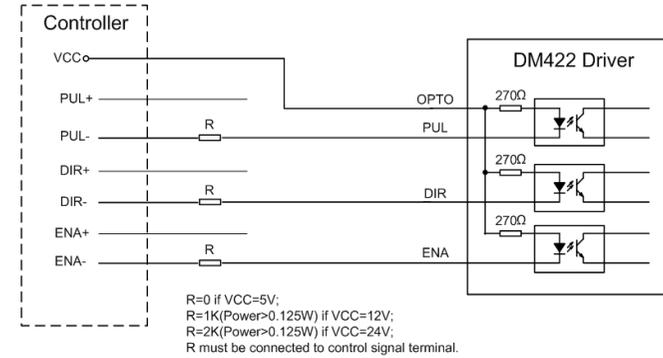 Controller
VCC
DM422 Driver
PUL+
OPTO
270Ω
PUL-
R
PUL
DIR+
270Ω
DIR-
R
DIR
ENA+
270Ω
ENA-
R
ENA
R=0 if VCC=5V;
R=1K(Power>0.125W) if VCC=12V;
R=2K(Power>0.125W) if VCC=24V;
R must be connected to control signal terminal.